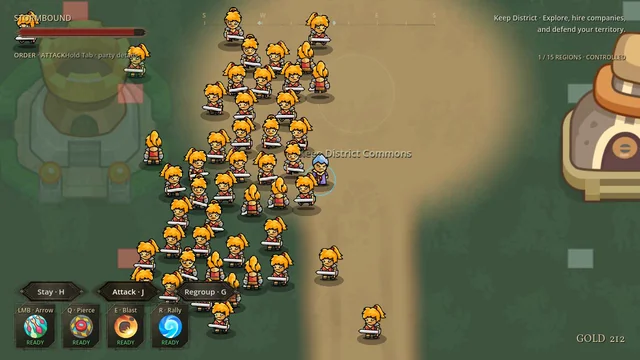 STORMBOUND
Keep District · Explore, hire companies,
and defend your territory.
ORDER · ATTACK Hold Tab · party
1 / 15 REGIONS · CONTROLLED
District Commons
Stay · H
Attack · J
Regroup · G
LMB · Arrow
Q · Pierce
E · Blast
R · Rally
READY
READY
READY
READY
GOLD 212